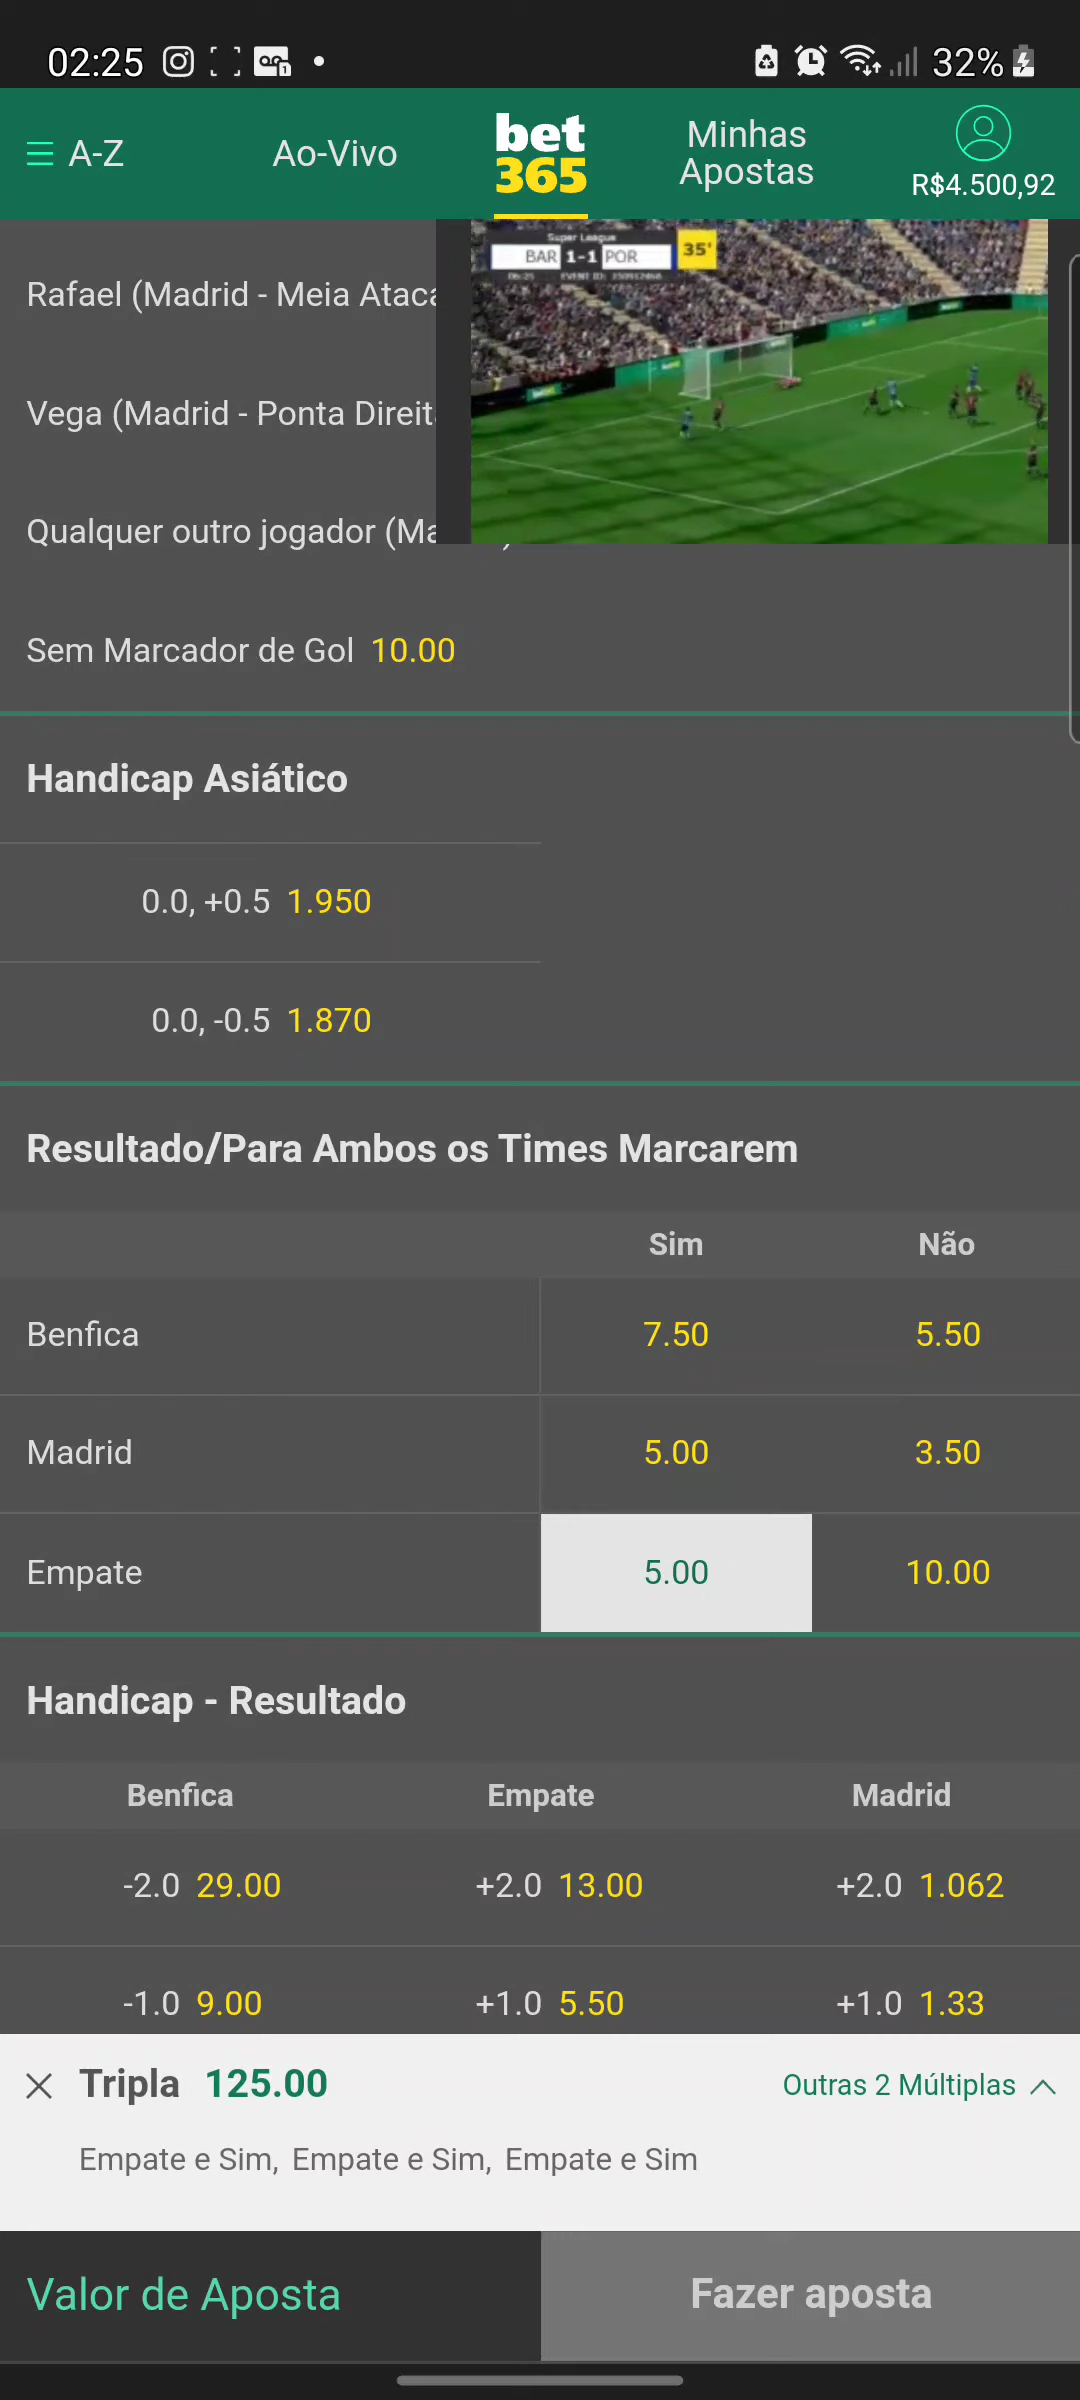 02:25
32%
A-Z
Ao-Vivo
bet
365
Minhas
Apostas
R$4.500,92
Super League
BAR 1-1 POR 35'
Rafael (Madrid - Meia Ataca
Vega (Madrid - Ponta Direit
Qualquer outro jogador (Ma
Sem Marcador de Gol 10.00
Handicap Asiático
0.0, +0.5 1.950
0.0, -0.5 1.870
Resultado/Para Ambos os Times Marcarem
Sim Não
Benfica 7.50 5.50
Madrid 5.00 3.50
Empate 5.00 10.00
Handicap - Resultado
Benfica Empate Madrid
-2.0 29.00 +2.0 13.00 +2.0 1.062
-1.0 9.00 +1.0 5.50 +1.0 1.33
Tripla 125.00
Outras 2 Múltiplas
Empate e Sim, Empate e Sim, Empate e Sim
Valor de Aposta
Fazer aposta